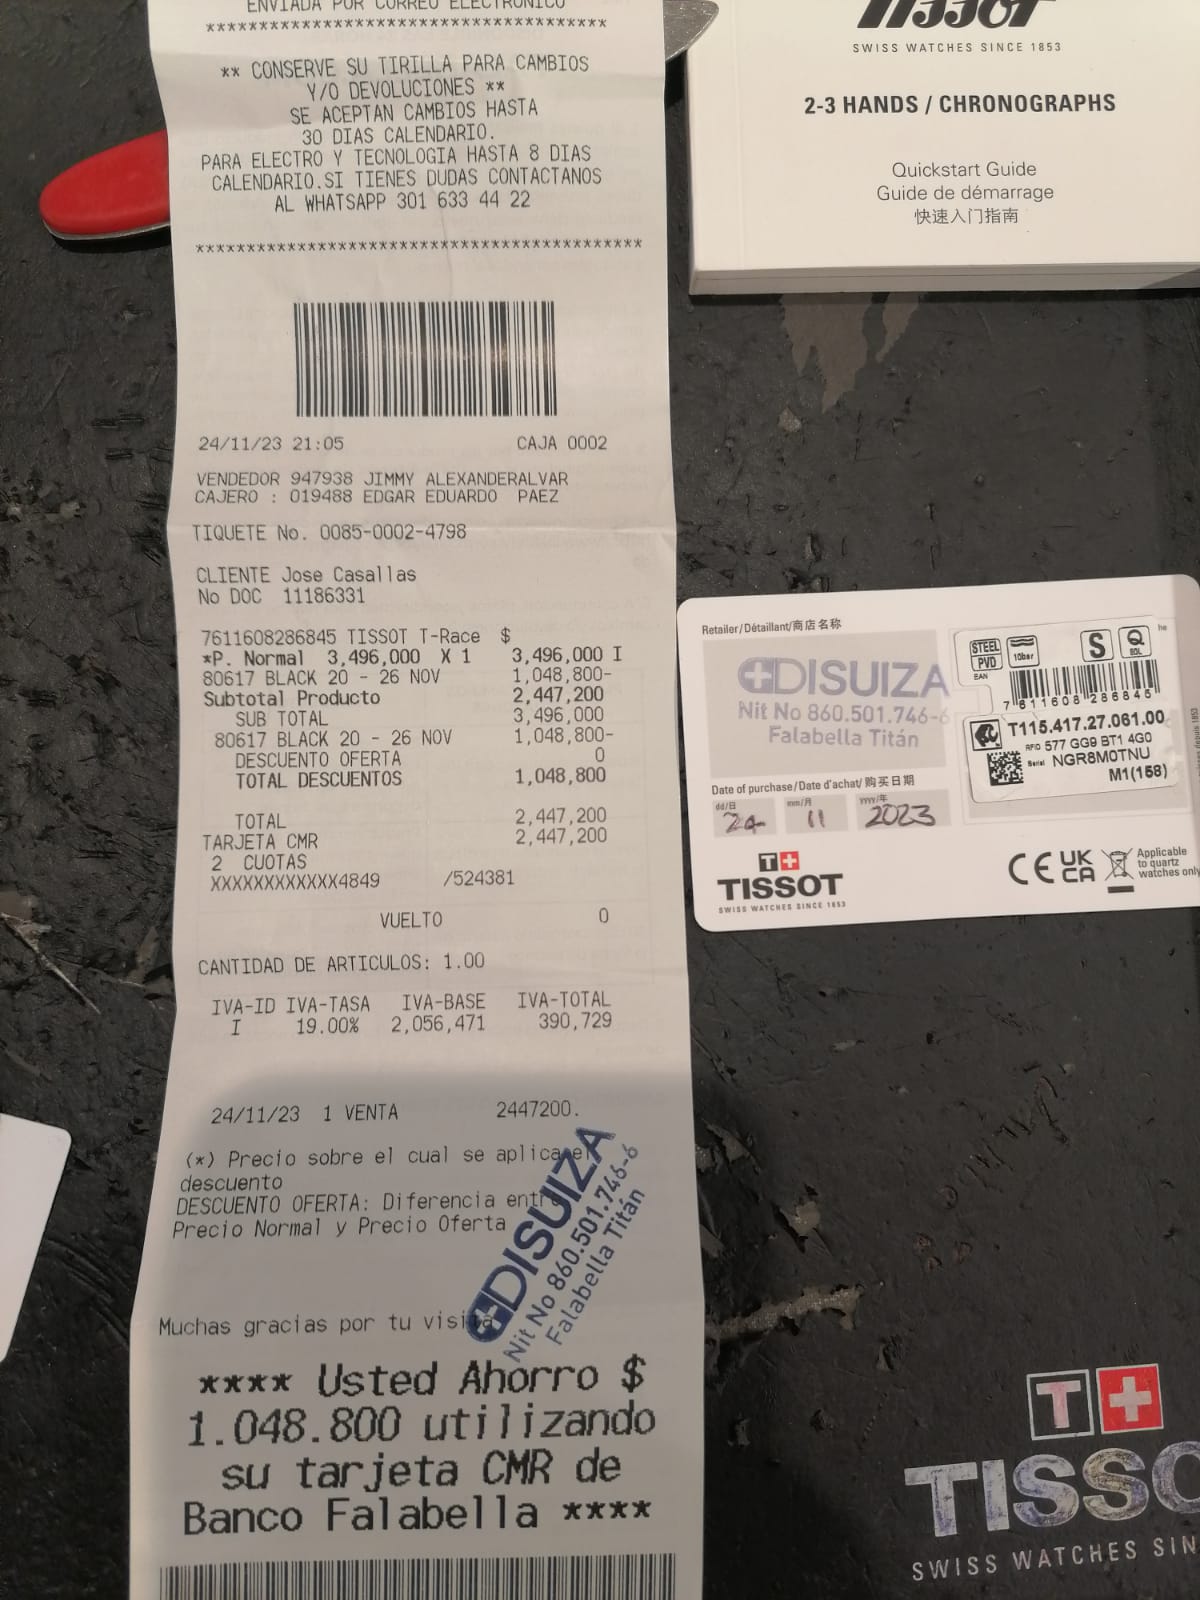 ENVIADA POR CORREO ELECTRONICO
******************************************
** CONSERVE SU TIRILLA PARA CAMBIOS
Y/O DEVOLUCIONES **
SE ACEPTAN CAMBIOS HASTA
30 DIAS CALENDARIO.
PARA ELECTRO Y TECNOLOGIA HASTA 8 DIAS
CALENDARIO.SI TIENES DUDAS CONTACTANOS
AL WHATSAPP 301 633 44 22
******************************************
24/11/23 21:05 CAJA 0002
VENDEDOR 947938 JIMMY ALEXANDERALVAR
CAJERO : 019488 EDGAR EDUARDO PAEZ
TIQUETE No. 0085-0002-4798
CLIENTE Jose Casallas
No DOC 11186331
7611608286845 TISSOT T-Race $
*P. Normal 3,496,000 X 1 3,496,000 I
80617 BLACK 20 - 26 NOV 1,048,800-
Subtotal Producto 2,447,200
SUB TOTAL 3,496,000
80617 BLACK 20 - 26 NOV 1,048,800-
DESCUENTO OFERTA 0
TOTAL DESCUENTOS 1,048,800
TOTAL 2,447,200
TARJETA CMR 2,447,200
2 CUOTAS
XXXXXXXXXXXX4849 /524381
VUELTO 0
CANTIDAD DE ARTICULOS: 1.00
IVA-ID IVA-TASA IVA-BASE IVA-TOTAL
I 19.00% 2,056,471 390,729
24/11/23 1 VENTA 2447200.
(*) Precio sobre el cual se aplica el
descuento
DESCUENTO OFERTA: Diferencia entre
Precio Normal y Precio Oferta
DISUIZA
Nit No 860.501.746-6
Falabella Titán
Muchas gracias por tu visita
**** Usted Ahorro $
1.048.800 utilizando
su tarjeta CMR de
Banco Falabella ****
TISSOT
SWISS WATCHES SINCE 1853
2-3 HANDS / CHRONOGRAPHS
Quickstart Guide
Guide de démarrage
快速入门指南
Retailer/Détaillant/商店名称
DISUIZA
Nit No 860.501.746-6
Falabella Titán
STEEL
PVD
10bar
S
Q
SOL
EAN
7 611608 286845
T115.417.27.061.00
RFID 577 GG9 BT1 4G0
Serial NGR8M0TNU
M1(158)
Date of purchase/Date d'achat/购买日期
dd/日 mm/月 yyyy/年
24 11 2023
T+
TISSOT
SWISS WATCHES SINCE 1853
CE UK CA
Applicable
to quartz
watches only
T+
TISSO
SWISS WATCHES SIN